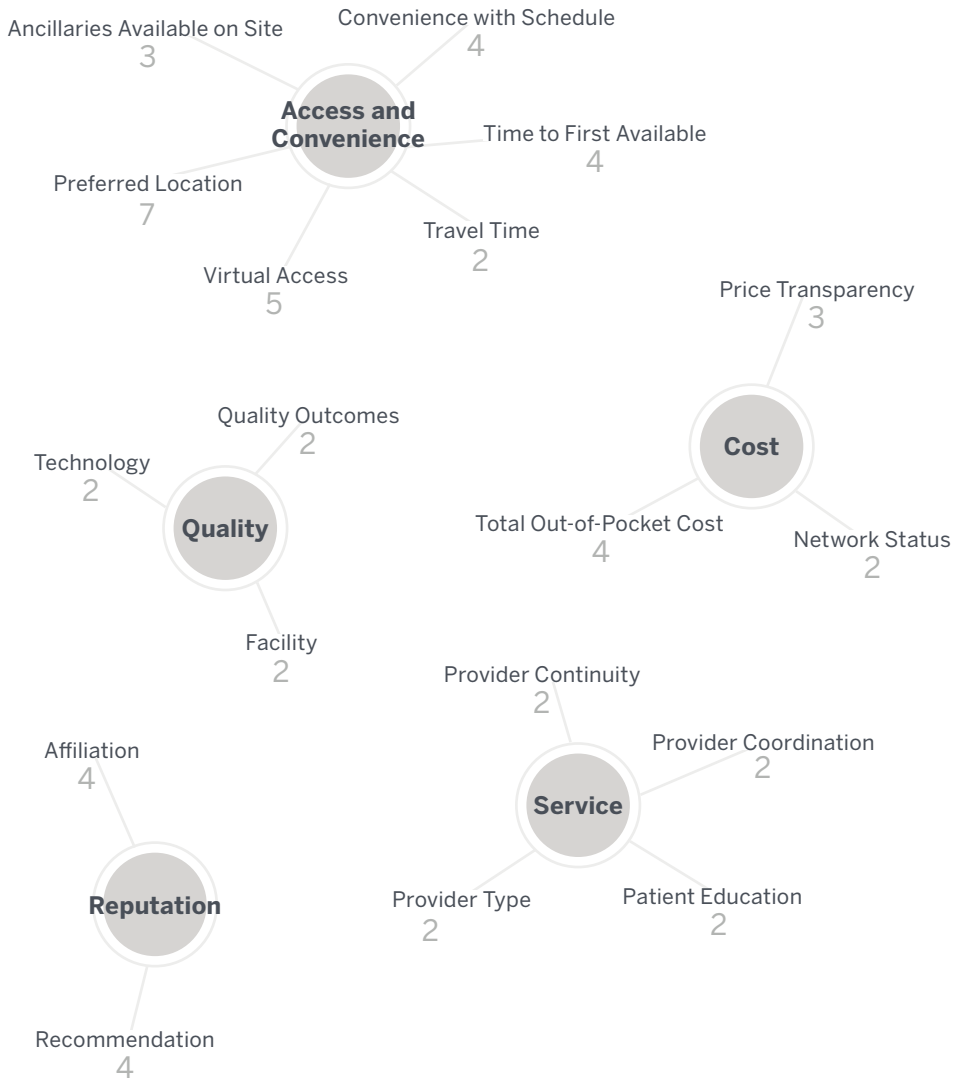 Ancillaries Available on Site
3
Convenience with Schedule
4
Access and
Convenience
Time to First Available
4
Preferred Location
7
Travel Time
2
Virtual Access
5
Price Transparency
3
Cost
Total Out-of-Pocket Cost
4
Network Status
2
Quality Outcomes
2
Technology
2
Quality
Facility
2
Provider Continuity
2
Provider Coordination
2
Service
Provider Type
2
Patient Education
2
Affiliation
4
Reputation
Recommendation
4